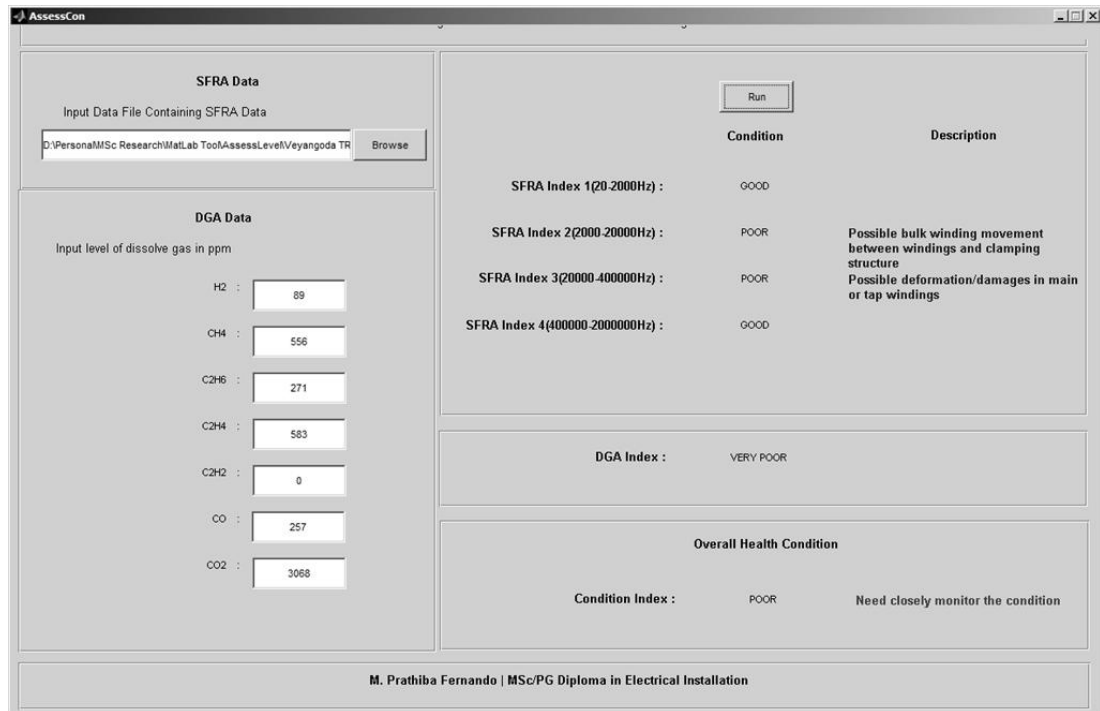 AssessCon
SFRA Data
Input Data File Containing SFRA Data
D:\Personal\MSc Research\MatLab Tool\AssessLevel\Veyangoda TR
Browse
DGA Data
Input level of dissolve gas in ppm
H2 : 89
CH4 : 556
C2H6 : 271
C2H4 : 583
C2H2 : 0
CO : 257
CO2 : 3068
Run
Condition Description
SFRA Index 1(20-2000Hz) : GOOD
SFRA Index 2(2000-20000Hz) : POOR Possible bulk winding movement
between windings and clamping
structure
SFRA Index 3(20000-400000Hz) : POOR Possible deformation/damages in main
or tap windings
SFRA Index 4(400000-2000000Hz) : GOOD
DGA Index : VERY POOR
Overall Health Condition
Condition Index : POOR Need closely monitor the condition
M. Prathiba Fernando | MSc/PG Diploma in Electrical Installation